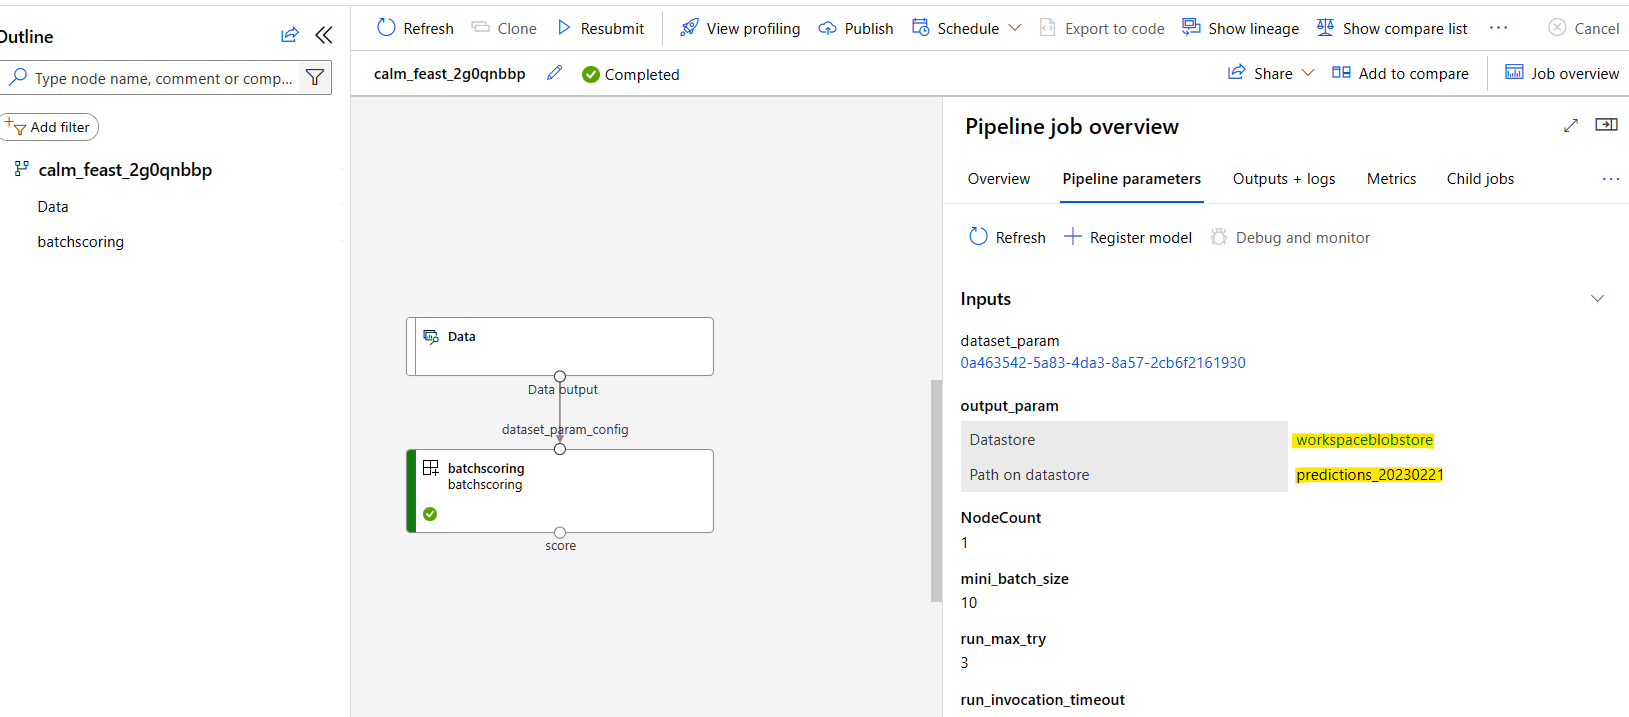 Outline
Type node name, comment or comp...
Add filter
calm_feast_2g0qnbbp
Data
batchscoring
Refresh Clone Resubmit View profiling Publish Schedule Export to code Show lineage Show compare list ... Cancel
calm_feast_2g0qnbbp Completed Share Add to compare Job overview
Data
Data output
dataset_param_config
batchscoring
batchscoring
score
Pipeline job overview
Overview Pipeline parameters Outputs + logs Metrics Child jobs ...
Refresh Register model Debug and monitor
Inputs
dataset_param
0a463542-5a83-4da3-8a57-2cb6f2161930
output_param
Datastore workspaceblobstore
Path on datastore predictions_20230221
NodeCount
1
mini_batch_size
10
run_max_try
3
run_invocation_timeout